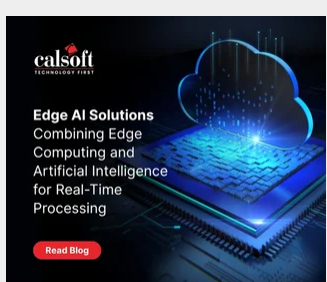 calsoft
TECHNOLOGY FIRST
Edge AI Solutions
Combining Edge
Computing and
Artificial Intelligence
for Real-Time
Processing
Read Blog